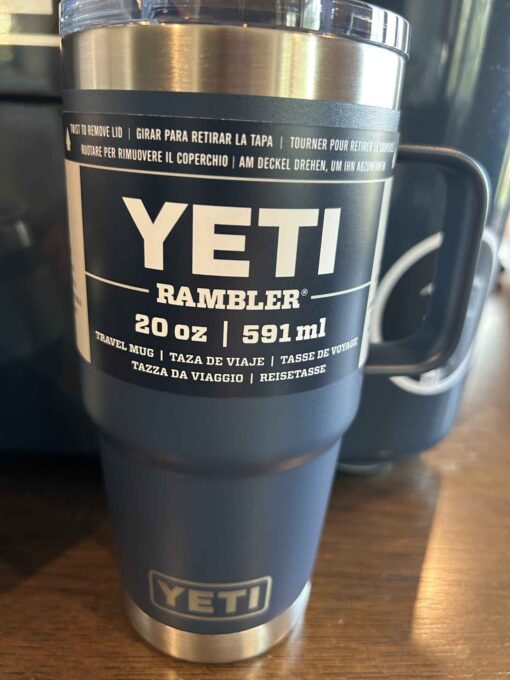 TWIST TO REMOVE LID | GIRAR PARA RETIRAR LA TAPA | TOURNER POUR RETIRER LE COUVERCLE
RUOTARE PER RIMUOVERE IL COPERCHIO | AM DECKEL DREHEN, UM IHN ABZUNEHMEN
YETI
RAMBLER®
20 oz | 591 ml
TRAVEL MUG | TAZA DE VIAJE | TASSE DE VOYAGE
TAZZA DA VIAGGIO | REISETASSE
YETI